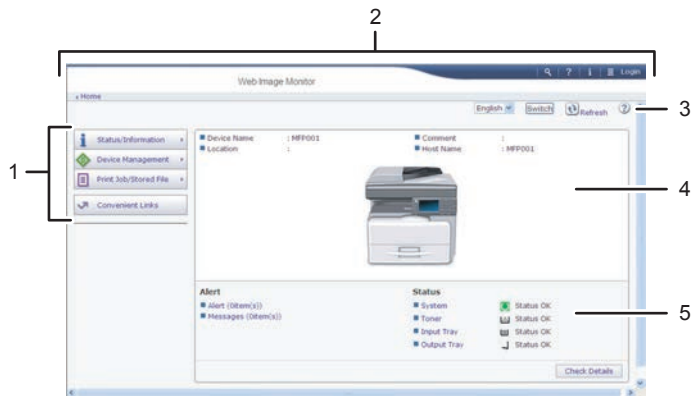 2
Web Image Monitor
? i Login
Home
English Switch Refresh ?
3
1
Status/Information
Device Management
Print Job/Stored File
Convenient Links
Device Name : MFP001
Location :
Comment :
Host Name : MFP001
4
Alert
Alert (0item(s))
Messages (0item(s))
Status
System Status OK
Toner Status OK
Input Tray Status OK
Output Tray Status OK
5
Check Details